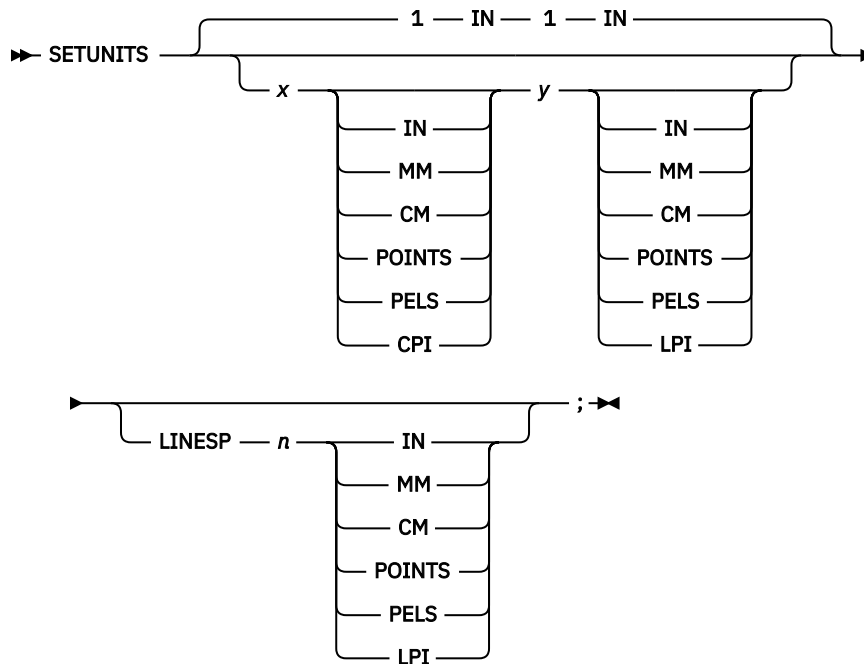 1 IN 1 IN
SETUNITS
x y
IN IN
MM MM
CM CM
POINTS POINTS
PELS PELS
CPI LPI
;
LINESP n IN
MM
CM
POINTS
PELS
LPI